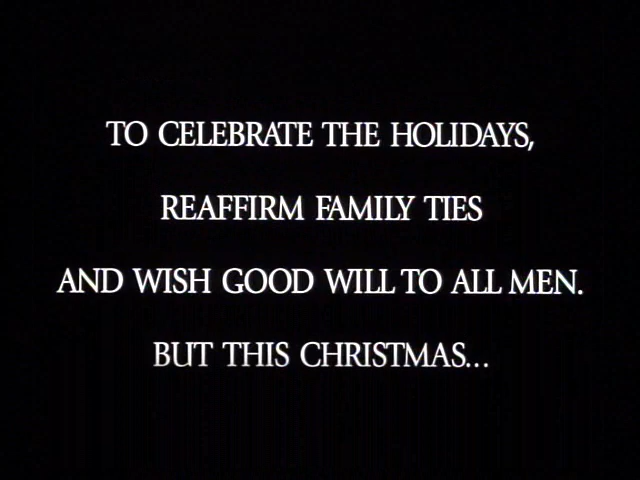 TO CELEBRATE THE HOLIDAYS,
REAFFIRM FAMILY TIES
AND WISH GOOD WILL TO ALL MEN.
BUT THIS CHRISTMAS...